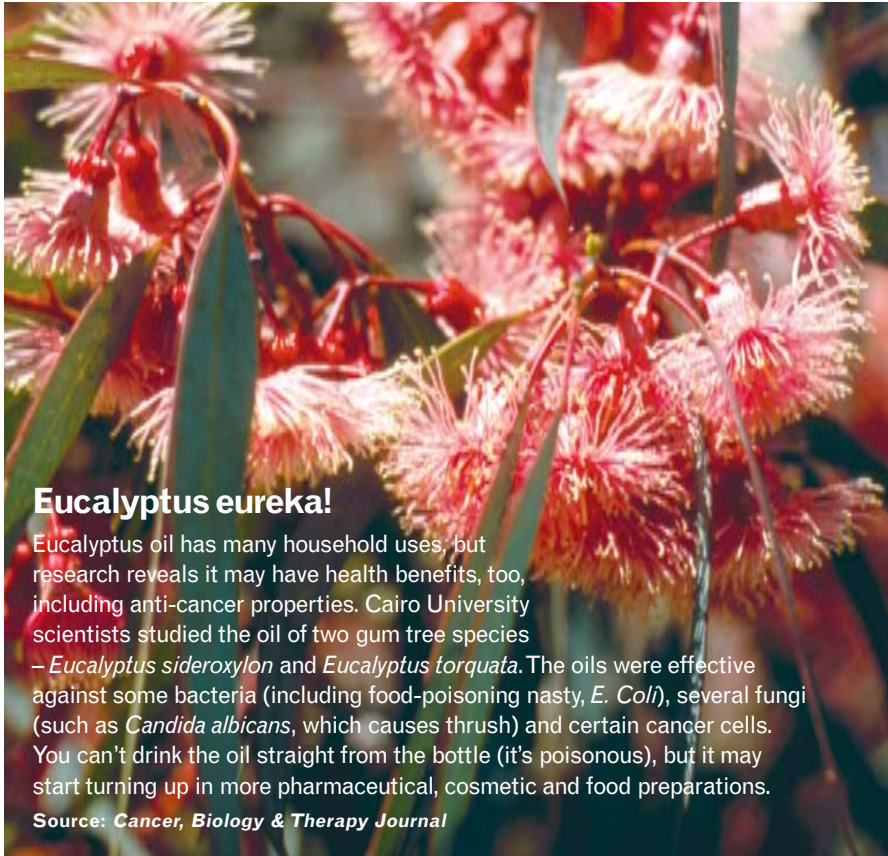 Eucalyptus eureka!
Eucalyptus oil has many household uses, but
research reveals it may have health benefits, too,
including anti-cancer properties. Cairo University
scientists studied the oil of two gum tree species
– Eucalyptus sideroxylon and Eucalyptus torquata. The oils were effective
against some bacteria (including food-poisoning nasty, E. Coli), several fungi
(such as Candida albicans, which causes thrush) and certain cancer cells.
You can’t drink the oil straight from the bottle (it’s poisonous), but it may
start turning up in more pharmaceutical, cosmetic and food preparations.
Source: Cancer, Biology & Therapy Journal